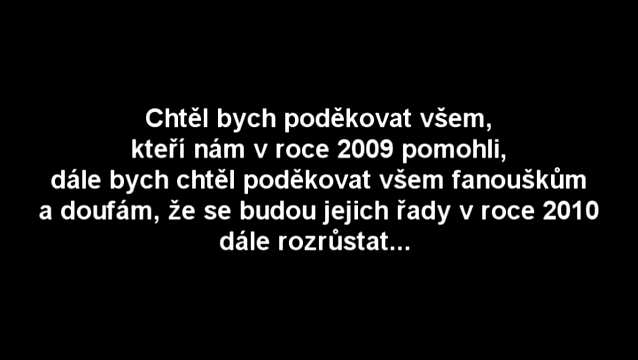 Chtěl bych poděkovat všem,
kteří nám v roce 2009 pomohli,
dále bych chtěl poděkovat všem fanouškům
a doufám, že se budou jejich řady v roce 2010
dále rozrůstat...